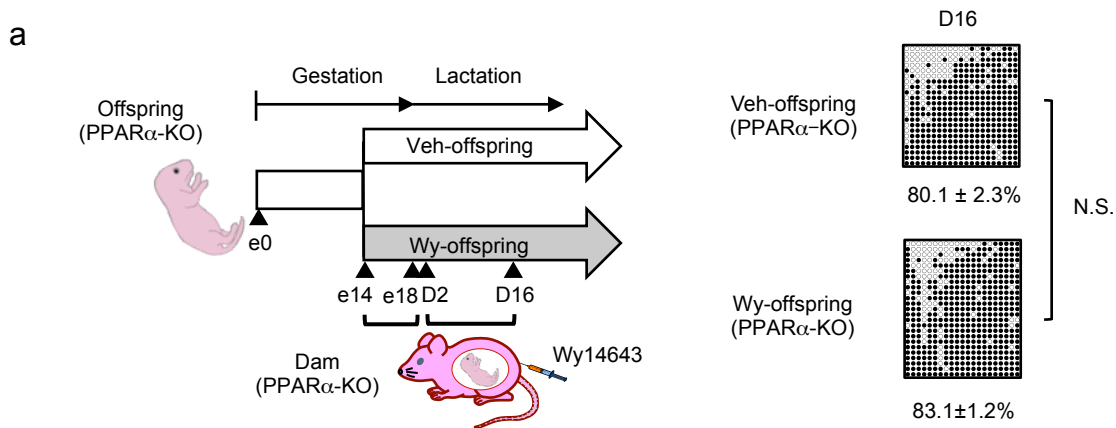 a
Gestation
Lactation
Offspring
(PPARα-KO)
Veh-offspring
Wy-offspring
e0
e14
e18
D2
D16
Dam
(PPARα-KO)
Wy14643
D16
Veh-offspring
(PPARα−KO)
80.1 ± 2.3%
N.S.
Wy-offspring
(PPARα-KO)
83.1±1.2%